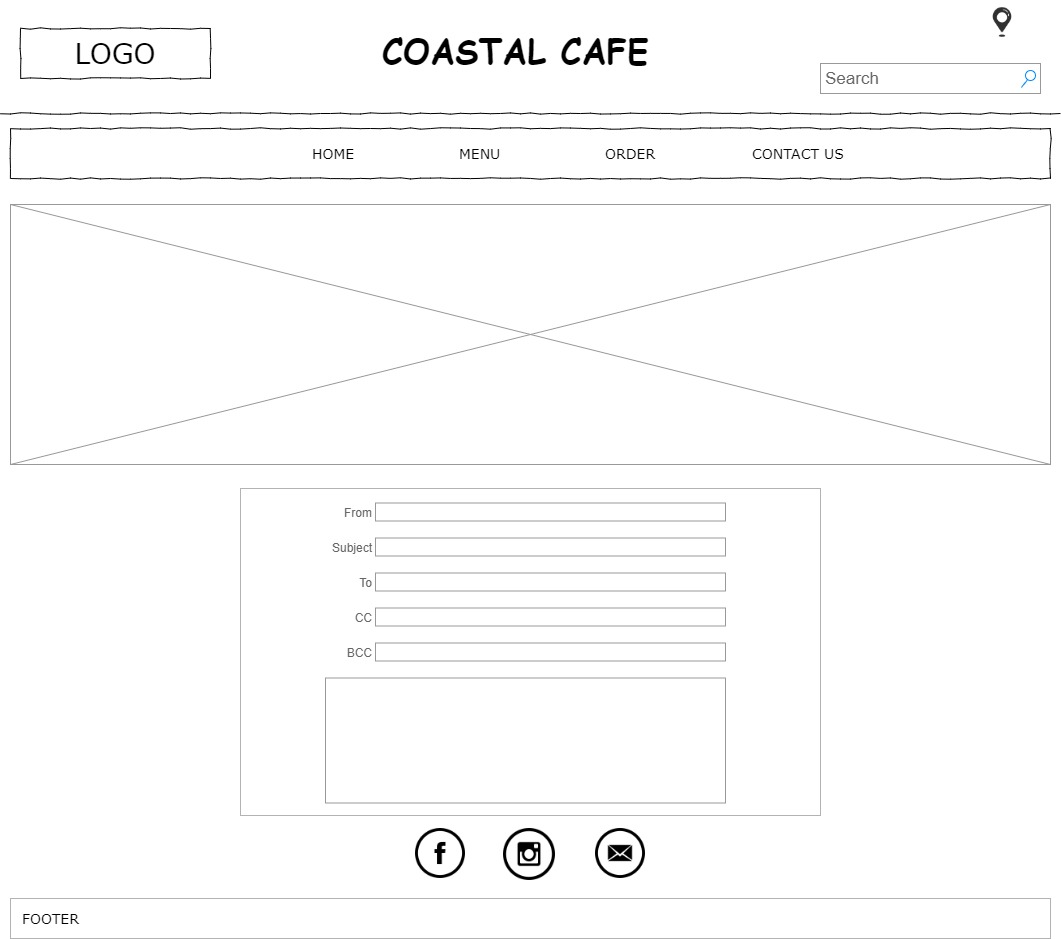 LOGO
COASTAL CAFE
Search
HOME MENU ORDER CONTACT US
From
Subject
To
CC
BCC
FOOTER